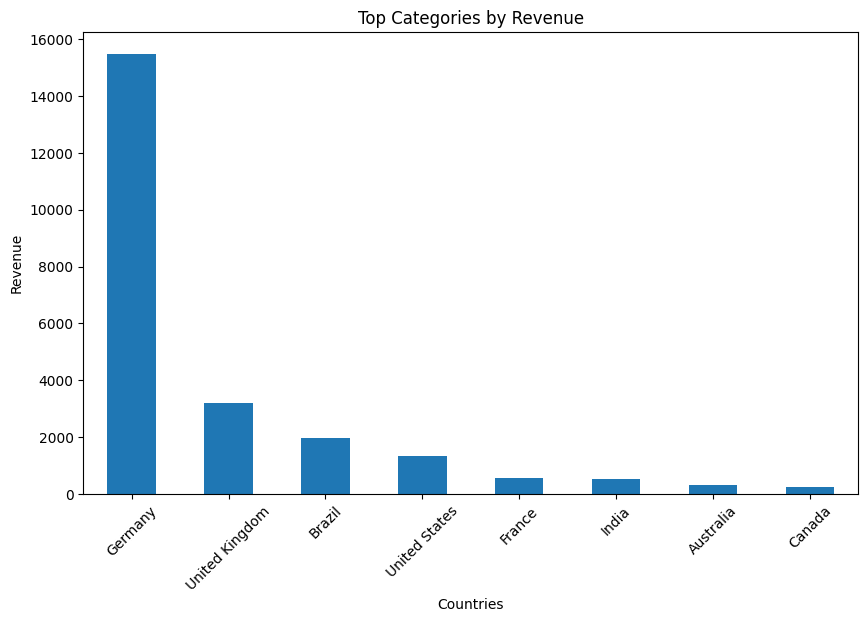 Top Categories by Revenue
Revenue
16000
14000
12000
10000
8000
6000
4000
2000
0
Germany
United Kingdom
Brazil
United States
France
India
Australia
Canada
Countries